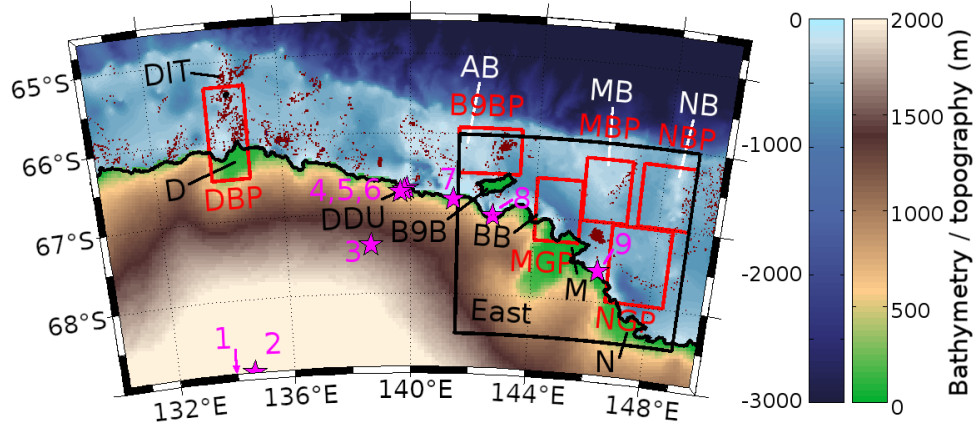 65°S
66°S
67°S
68°S
132°E
136°E
140°E
144°E
148°E
DIT
D
DBP
4,5,6
DDU
3
1
2
7
B9B
AB
B9BP
8
BB
MB
MBP
NB
NBP
MGP
M
9
East
NGP
N
0
-1000
-2000
-3000
2000
1500
1000
500
0
Bathymetry / topography (m)